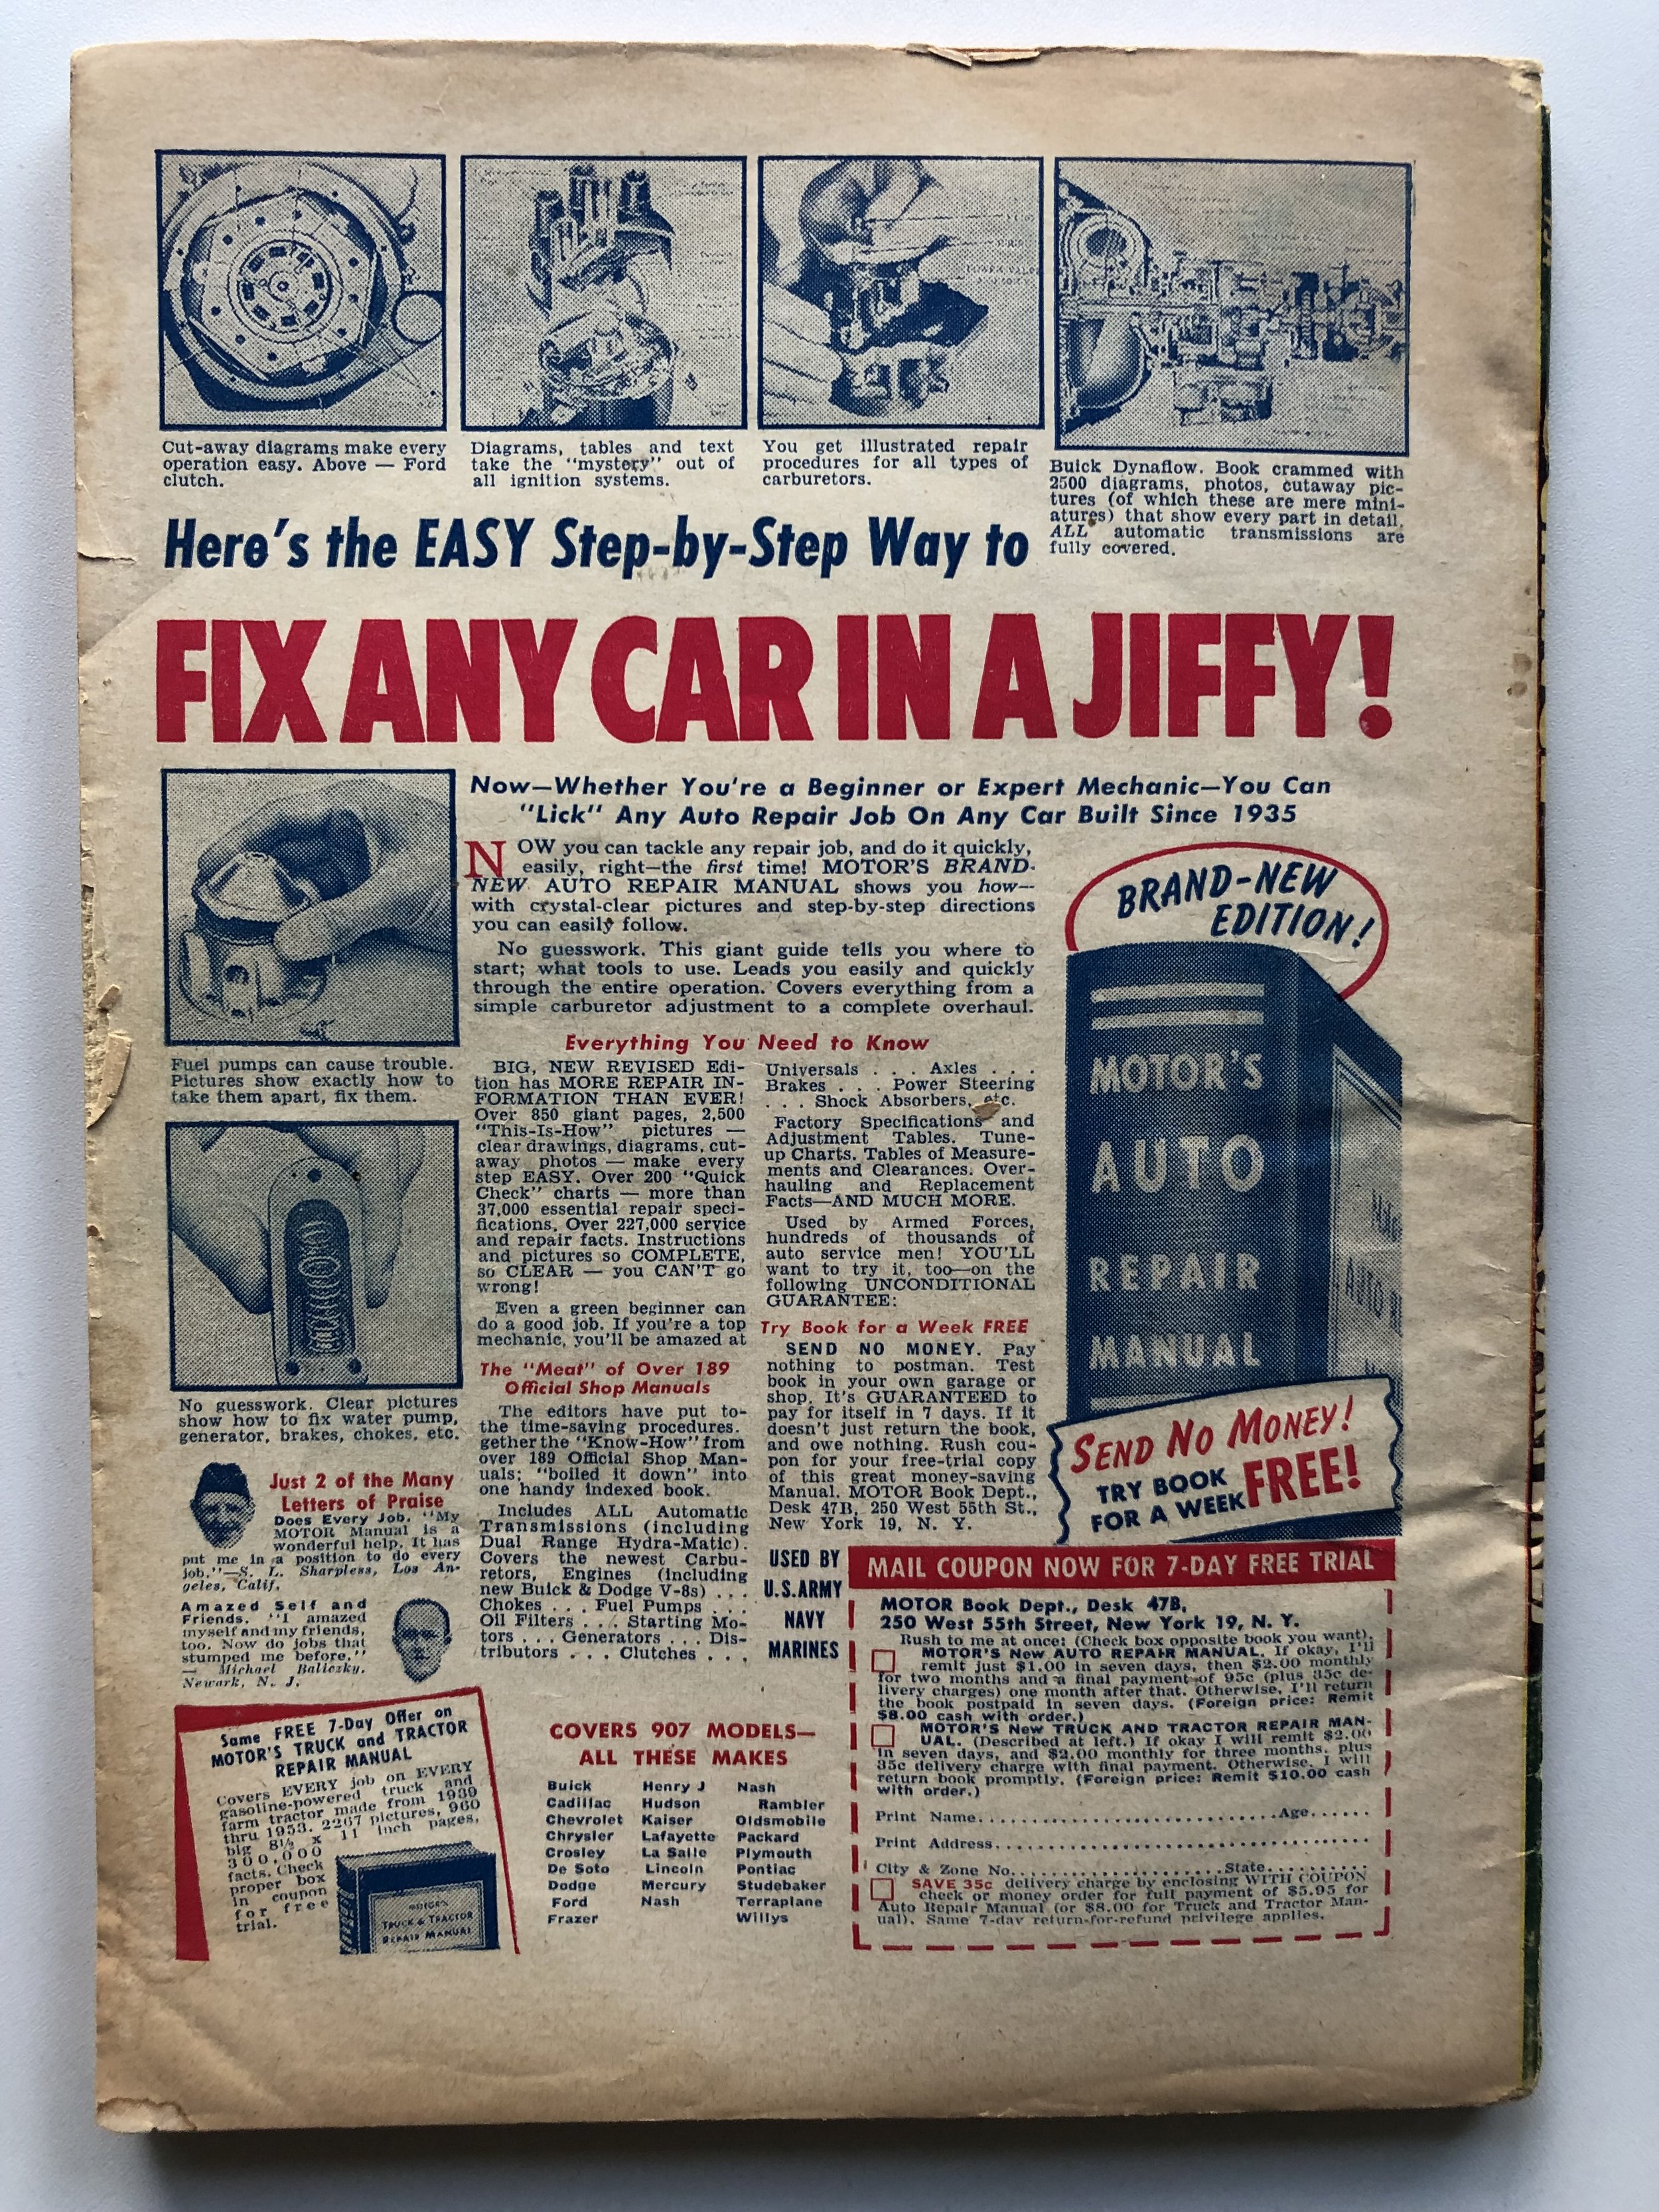 Cut-away diagrams make every
operation easy. Above — Ford
clutch.
Diagrams, tables and text
take the "mystery" out of
all ignition systems.
You get illustrated repair
procedures for all types of
carburetors.
Buick Dynaflow. Book crammed with
2500 diagrams, photos, cutaway pic-
tures (of which these are mere mini-
atures) that show every part in detail.
ALL automatic transmissions are
fully covered.
Here's the EASY Step-by-Step Way to
FIX ANY CAR IN A JIFFY!
Now—Whether You're a Beginner or Expert Mechanic—You Can
"Lick" Any Auto Repair Job On Any Car Built Since 1935
NOW you can tackle any repair job, and do it quickly,
easily, right—the first time! MOTOR'S BRAND-
NEW AUTO REPAIR MANUAL shows you how—
with crystal-clear pictures and step-by-step directions
you can easily follow.
No guesswork. This giant guide tells you where to
start; what tools to use. Leads you easily and quickly
through the entire operation. Covers everything from a
simple carburetor adjustment to a complete overhaul.
Fuel pumps can cause trouble.
Pictures show exactly how to
take them apart, fix them.
No guesswork. Clear pictures
show how to fix water pump,
generator, brakes, chokes, etc.
Just 2 of the Many
Letters of Praise
Does Every Job. "My
MOTOR Manual is a
wonderful help. It has
put me in a position to do every
job."—S. L. Sharpless, Los An-
geles, Calif.
Amazed Self and
Friends. "I amazed
myself and my friends,
too. Now do jobs that
stumped me before."
— Michael Baliczky,
Newark, N. J.
Everything You Need to Know
BIG, NEW REVISED Edi-
tion has MORE REPAIR IN-
FORMATION THAN EVER!
Over 850 giant pages, 2,500
"This-Is-How" pictures —
clear drawings, diagrams, cut-
away photos — make every
step EASY. Over 200 "Quick
Check" charts — more than
37,000 essential repair speci-
fications. Over 227,000 service
and repair facts. Instructions
and pictures so COMPLETE,
so CLEAR — you CAN'T go
wrong!
Even a green beginner can
do a good job. If you're a top
mechanic, you'll be amazed at
The "Meat" of Over 189
Official Shop Manuals
The editors have put to-
the time-saving procedures.
gether the "Know-How" from
over 189 Official Shop Man-
uals; "boiled it down" into
one handy indexed book.
Includes ALL Automatic
Transmissions (including
Dual Range Hydra-Matic).
Covers the newest Carbu-
retors, Engines (including
new Buick & Dodge V-8s) . . .
Chokes . . . Fuel Pumps . . .
Oil Filters . . . Starting Mo-
tors . . . Generators . . . Dis-
tributors . . . Clutches . . .
Universals . . . Axles . . .
Brakes . . . Power Steering
. . . Shock Absorbers, etc.
Factory Specifications and
Adjustment Tables. Tune-
up Charts. Tables of Measure-
ments and Clearances. Over-
hauling and Replacement
Facts—AND MUCH MORE.
Used by Armed Forces,
hundreds of thousands of
auto service men! YOU'LL
want to try it, too—on the
following UNCONDITIONAL
GUARANTEE:
Try Book for a Week FREE
SEND NO MONEY. Pay
nothing to postman. Test
book in your own garage or
shop. It's GUARANTEED to
pay for itself in 7 days. If it
doesn't just return the book,
and owe nothing. Rush cou-
pon for your free-trial copy
of this great money-saving
Manual. MOTOR Book Dept.,
Desk 47B, 250 West 55th St.,
New York 19, N. Y.
BRAND-NEW
EDITION!
MOTOR'S
AUTO
REPAIR
MANUAL
SEND NO MONEY!
TRY BOOK
FOR A WEEK FREE!
USED BY
U.S.ARMY
NAVY
MARINES
MAIL COUPON NOW FOR 7-DAY FREE TRIAL
MOTOR Book Dept., Desk 47B,
250 West 55th Street, New York 19, N. Y.
Rush to me at once: (Check box opposite book you want).
MOTOR'S New AUTO REPAIR MANUAL. If okay, I'll
remit just $1.00 in seven days, then $2.00 monthly
for two months and a final payment of 95c (plus 35c de-
livery charges) one month after that. Otherwise, I'll return
the book postpaid in seven days. (Foreign price: Remit
$8.00 cash with order.)
MOTOR'S New TRUCK AND TRACTOR REPAIR MAN-
UAL. (Described at left.) If okay I will remit $2.00
in seven days, and $2.00 monthly for three months, plus
35c delivery charge with final payment. Otherwise, I will
return book promptly. (Foreign price: Remit $10.00 cash
with order.)
Print Name..............................Age......
Print Address......................................
City & Zone No.......................State..........
SAVE 35c delivery charge by enclosing WITH COUPON
check or money order for full payment of $5.95 for
Auto Repair Manual (or $8.00 for Truck and Tractor Man-
ual). Same 7-day return-for-refund privilege applies.
Same FREE 7-Day Offer on
MOTOR'S TRUCK and TRACTOR
REPAIR MANUAL
Covers EVERY job on EVERY
gasoline-powered truck and
farm tractor made from 1939
thru 1953. 2267 pictures, 960
big 8½ x 11 inch pages,
300,000
facts. Check
proper box
in coupon
for free
trial.
MOTOR'S
TRUCK & TRACTOR
REPAIR MANUAL
COVERS 907 MODELS—
ALL THESE MAKES
Buick
Cadillac
Chevrolet
Chrysler
Crosley
De Soto
Dodge
Ford
Frazer
Henry J
Hudson
Kaiser
Lafayette
La Salle
Lincoln
Mercury
Nash
Nash
Rambler
Oldsmobile
Packard
Plymouth
Pontiac
Studebaker
Terraplane
Willys